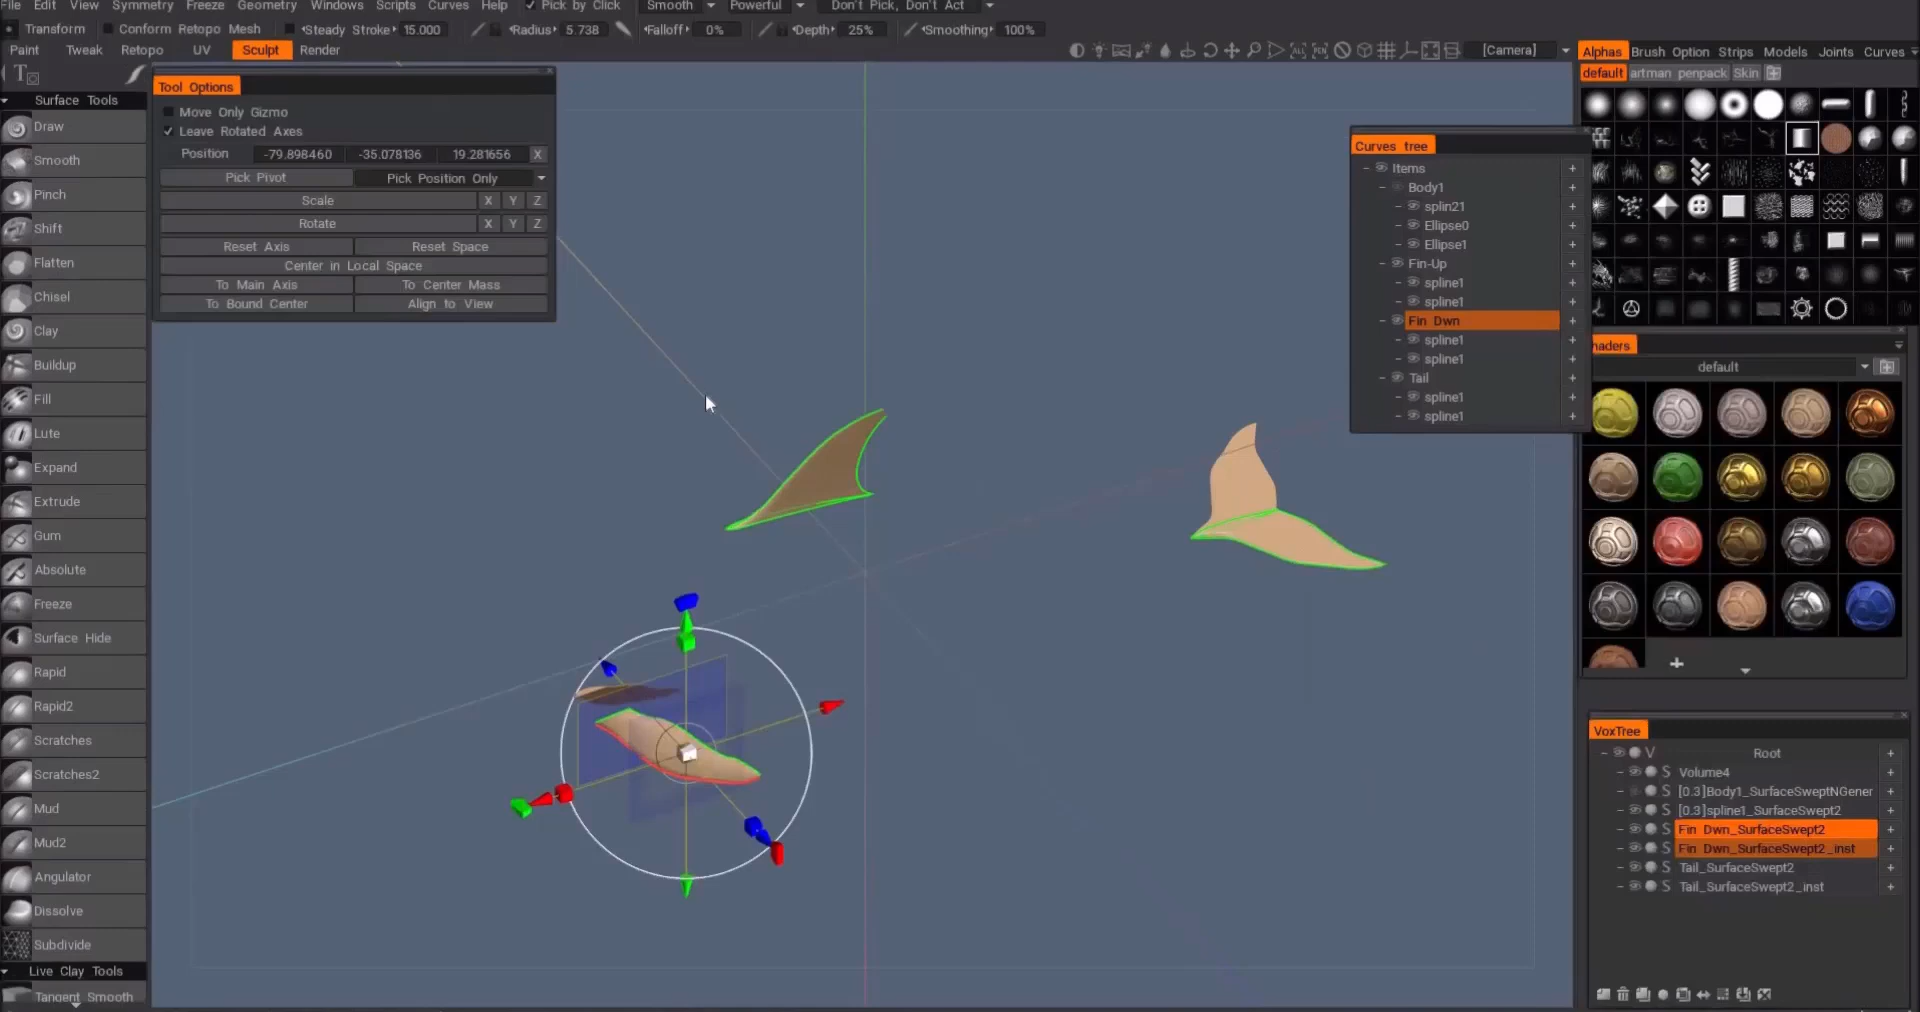 File Edit View Symmetry Freeze Geometry Windows Scripts Curves Help Pick by Click Smooth Powerful Don't Pick, Don't Act
Transform Conform Retopo Mesh Steady Stroke 15.000 Radius 5.738 Falloff 0% Depth 25% Smoothing 100%
Paint Tweak Retopo UV Sculpt Render [Camera] Alphas Brush Option Strips Models Joints Curves
default artman penpack Skin
Surface Tools
Draw
Smooth
Pinch
Shift
Flatten
Chisel
Clay
Buildup
Fill
Lute
Expand
Extrude
Gum
Absolute
Freeze
Surface Hide
Rapid
Rapid2
Scratches
Scratches2
Mud
Mud2
Angulator
Dissolve
Subdivide
Live Clay Tools
Tangent Smooth
Tool Options
Move Only Gizmo
Leave Rotated Axes
Position -79.898460 -35.078136 19.281656 X
Pick Pivot Pick Position Only
Scale X Y Z
Rotate X Y Z
Reset Axis Reset Space
Center in Local Space
To Main Axis To Center Mass
To Bound Center Align to View
Curves tree
Items +
Body1 +
splin21 +
Ellipse0 +
Ellipse1 +
Fin-Up +
spline1 +
spline1 +
Fin Dwn +
spline1 +
spline1 +
Tail +
spline1 +
spline1 +
haders
default
VoxTree
V Root +
S Volume4 +
S [0.3]Body1_SurfaceSweptNGener +
S [0.3]spline1_SurfaceSwept2 +
S Fin Dwn_SurfaceSwept2 +
S Fin Dwn_SurfaceSwept2_inst +
S Tail_SurfaceSwept2 +
S Tail_SurfaceSwept2_inst +